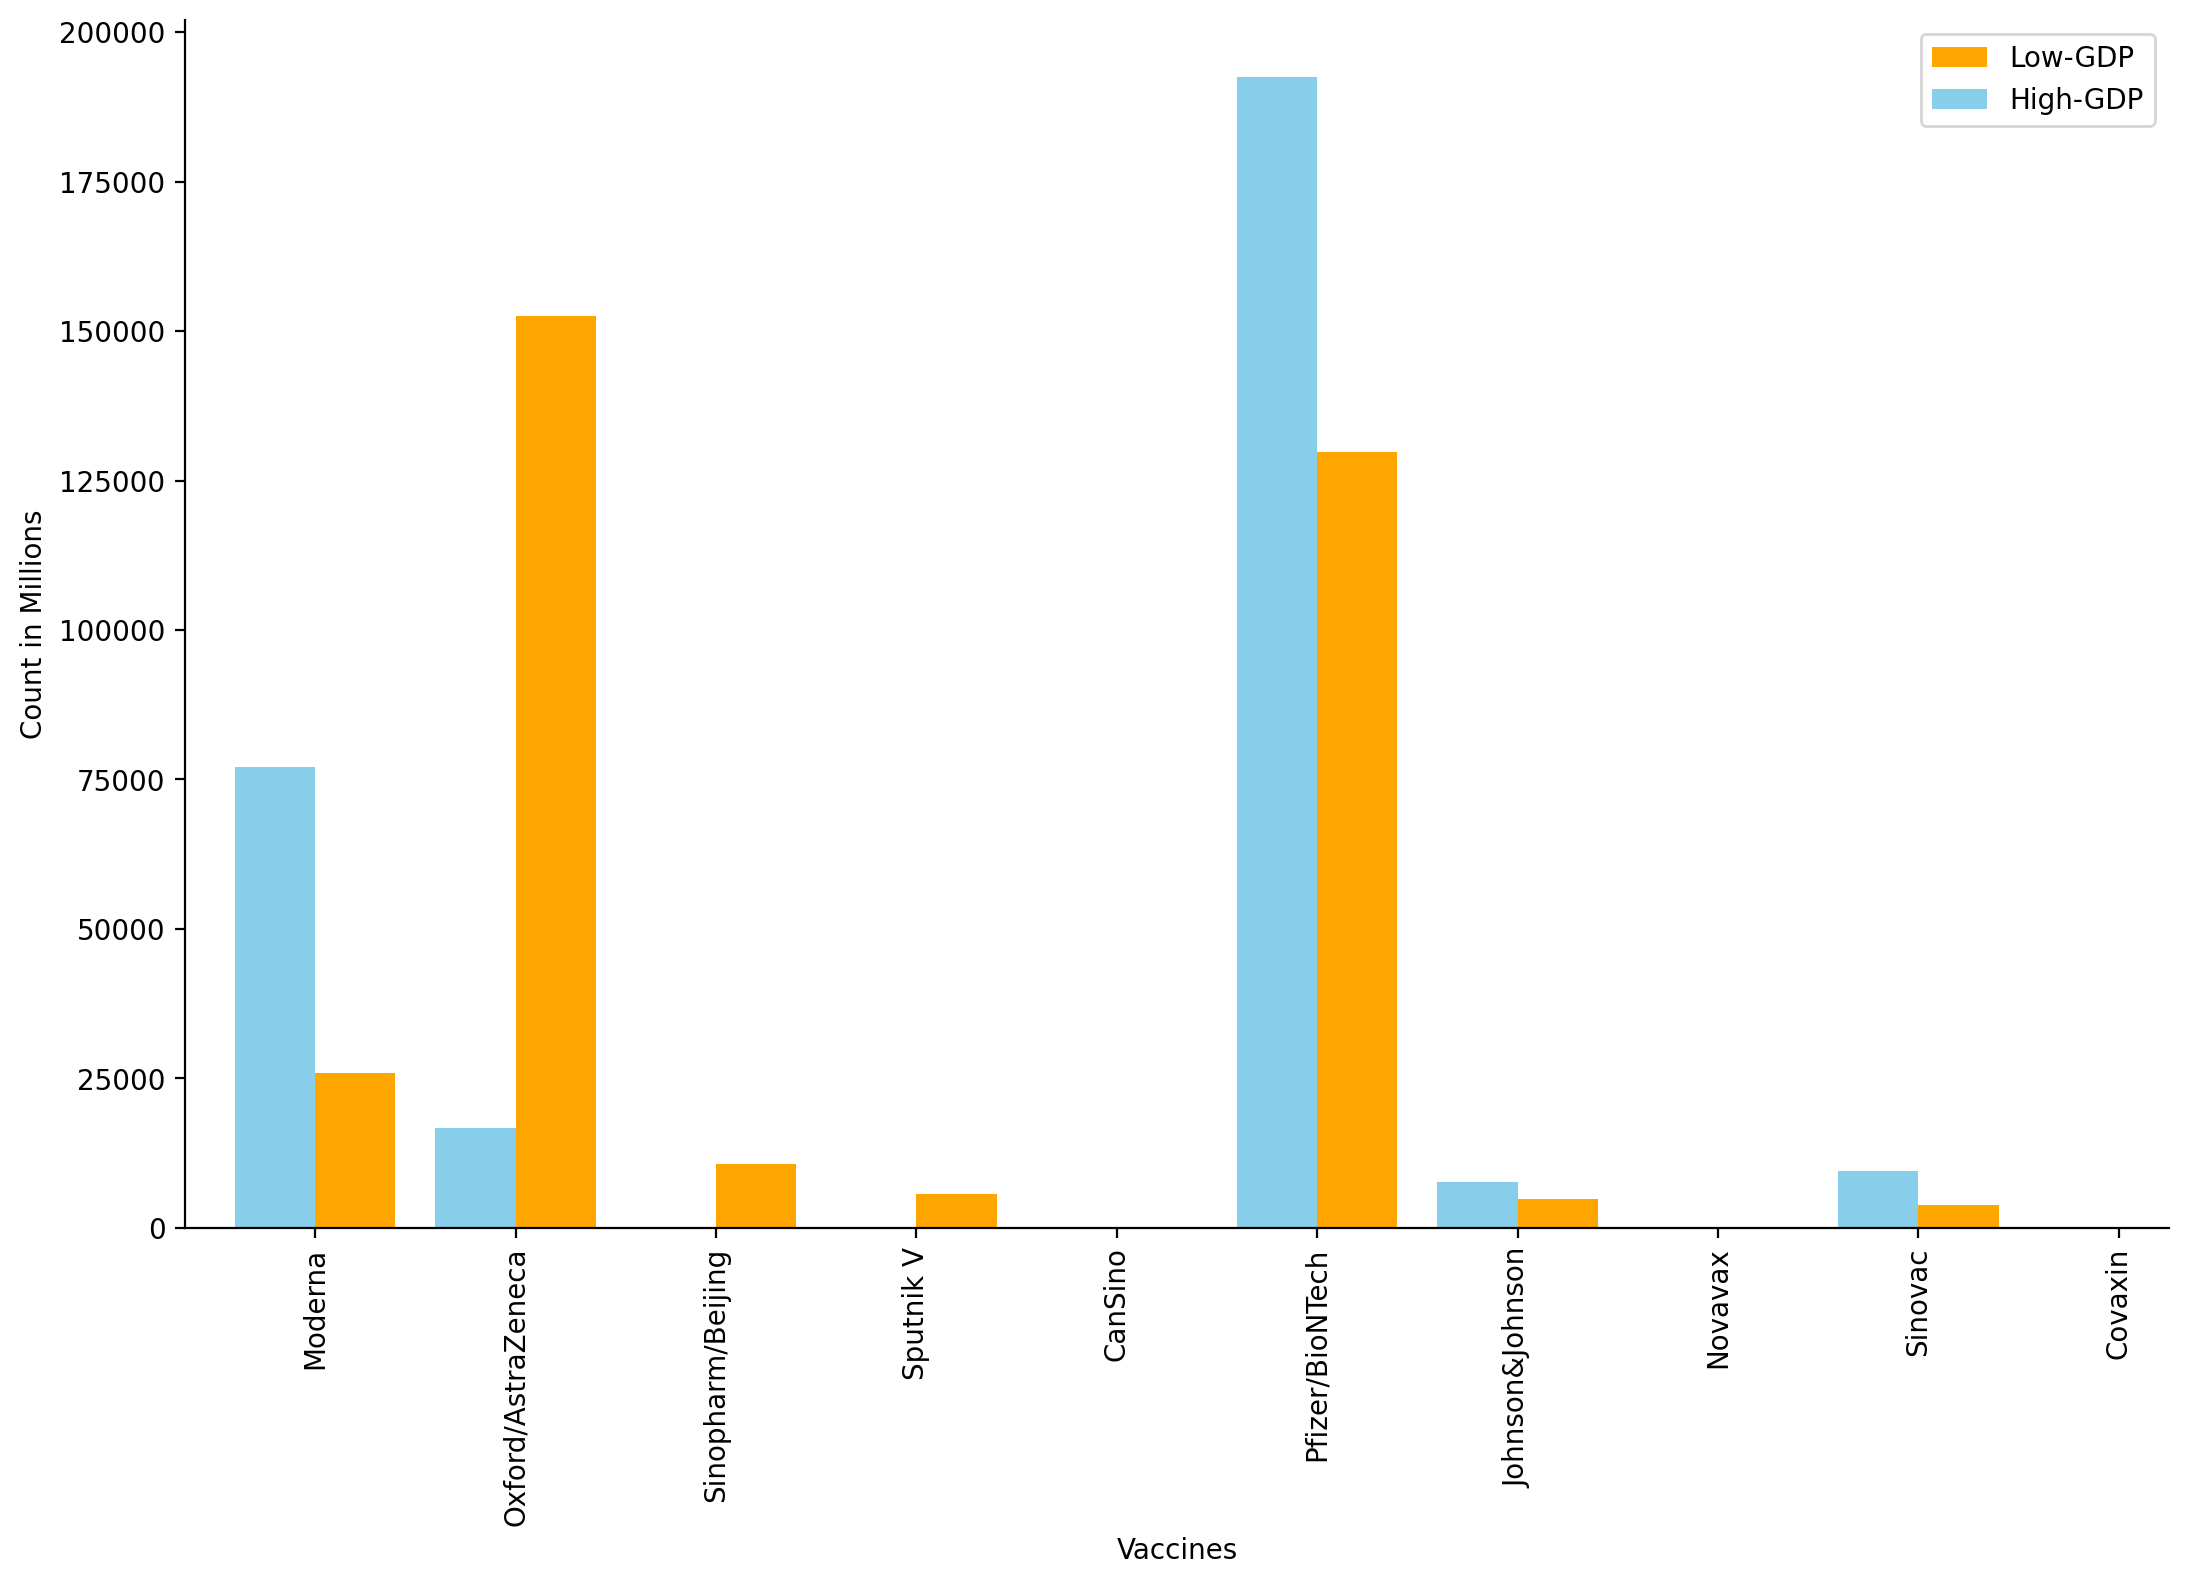 200000
175000
150000
125000
100000
75000
50000
25000
0
Count in Millions
Low-GDP
High-GDP
Moderna
Oxford/AstraZeneca
Sinopharm/Beijing
Sputnik V
CanSino
Pfizer/BioNTech
Johnson&Johnson
Novavax
Sinovac
Covaxin
Vaccines